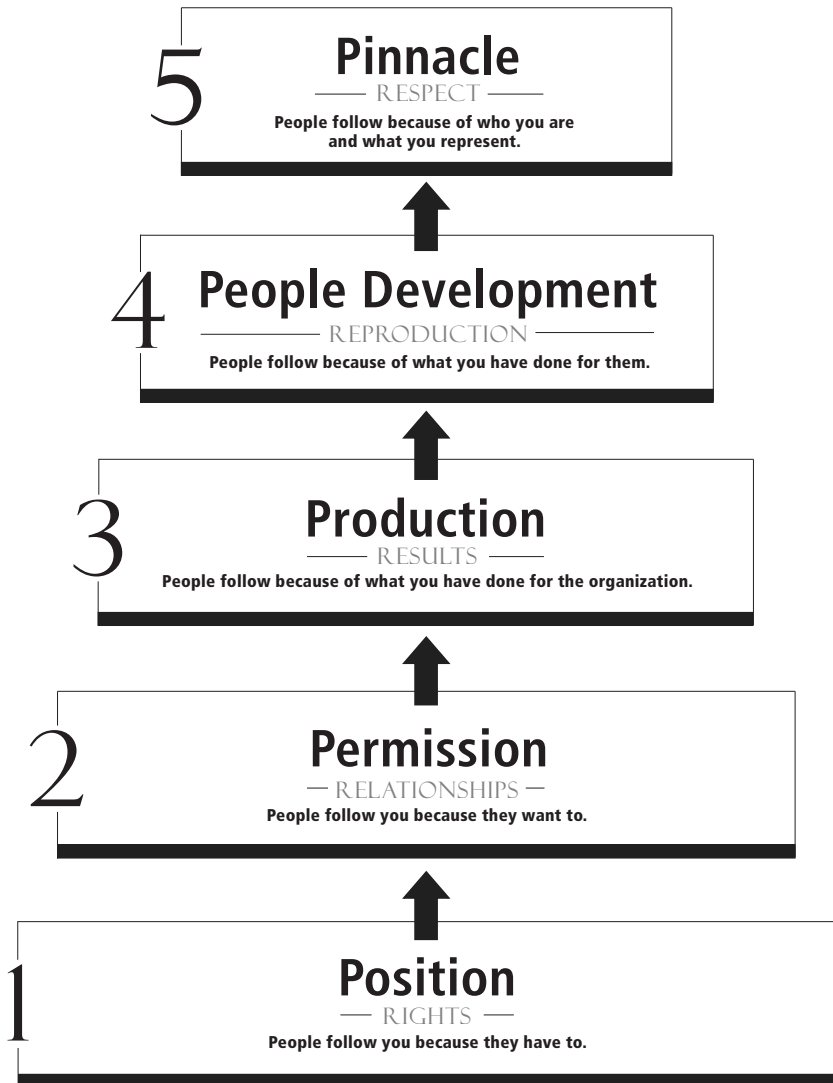 5
Pinnacle
RESPECT
People follow because of who you are
and what you represent.
4
People Development
REPRODUCTION
People follow because of what you have done for them.
3
Production
RESULTS
People follow because of what you have done for the organization.
2
Permission
RELATIONSHIPS
People follow you because they want to.
1
Position
RIGHTS
People follow you because they have to.